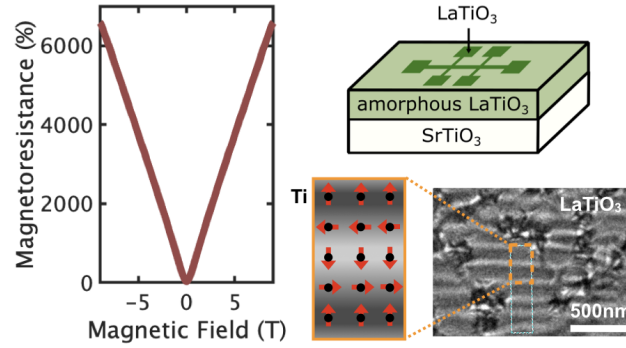 Magnetoresistance (%)
6000
4000
2000
0
−5
0
5
Magnetic Field (T)
LaTiO₃
amorphous LaTiO₃
SrTiO₃
Ti
LaTiO₃
500nm